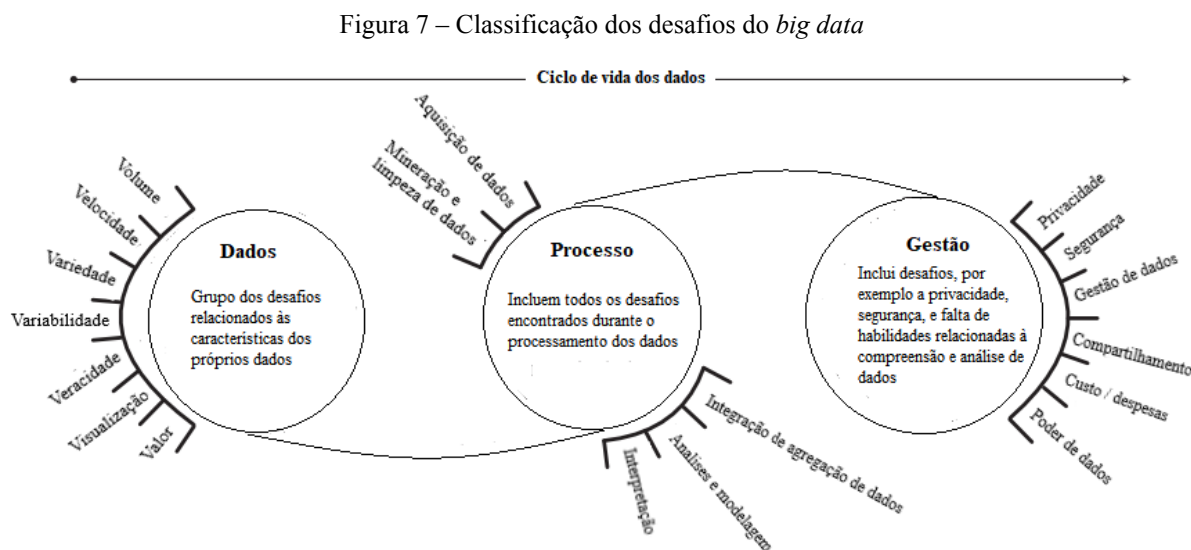 Figura 7 – Classificação dos desafios do big data
Ciclo de vida dos dados
Volume
Velocidade
Variedade
Variabilidade
Veracidade
Visualização
Valor
Dados
Grupo dos desafios
relacionados às
características dos
próprios dados
Aquisição de dados
Mineração e
limpeza de dados
Processo
Incluem todos os desafios
encontrados durante o
processamento dos dados
Integração de agregação de dados
Analises e modelagem
Interpretação
Gestão
Inclui desafios, por
exemplo a privacidade,
segurança, e falta de
habilidades relacionadas à
compreensão e análise de
dados
Privacidade
Segurança
Gestão de dados
Compartilhamento
Custo / despesas
Poder de dados